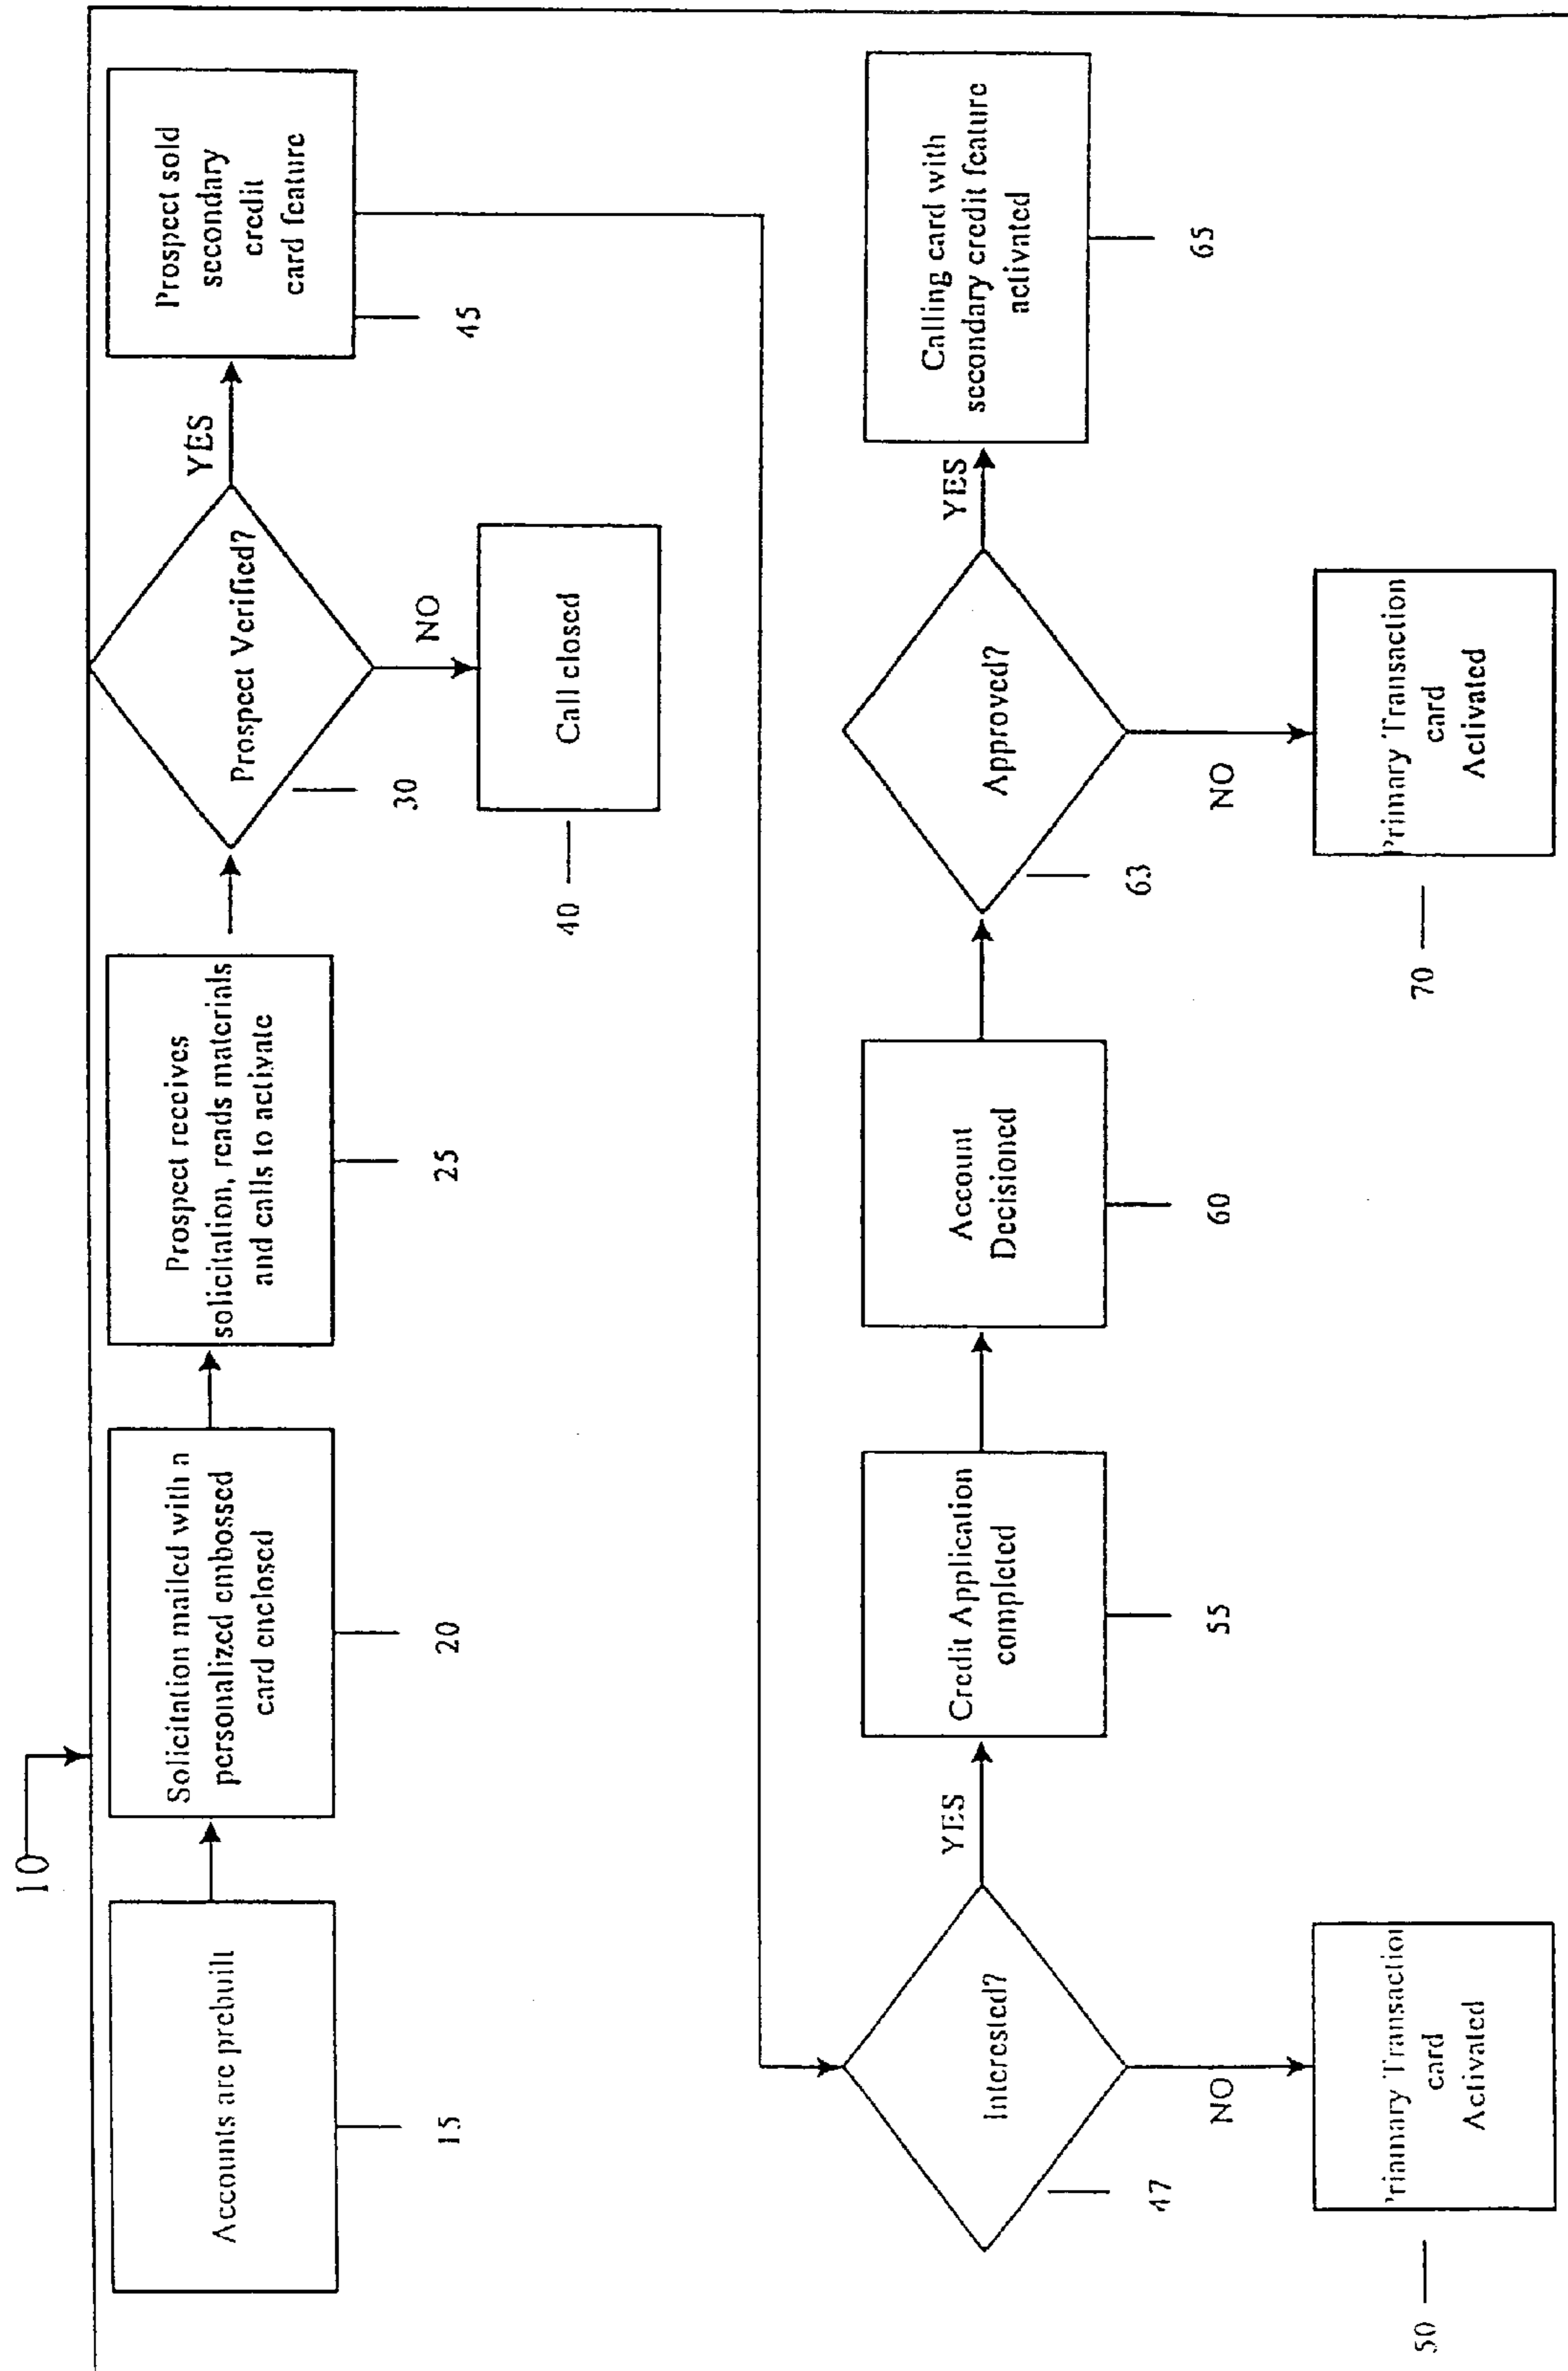 10
Accounts are prebuilt
15
Solicitation mailed with a
personalized embossed
card enclosed
20
Prospect receives
solicitation, reads materials
and calls to activate
25
Prospect Verified?
30
YES
NO
Call closed
40
Prospect sold
secondary
credit
card feature
45
Interested?
47
YES
NO
Primary Transaction
card
Activated
50
Credit Application
completed
55
Account
Decisioned
60
Approved?
63
YES
NO
Calling card with
secondary credit feature
activated
65
Primary Transaction
card
Activated
70